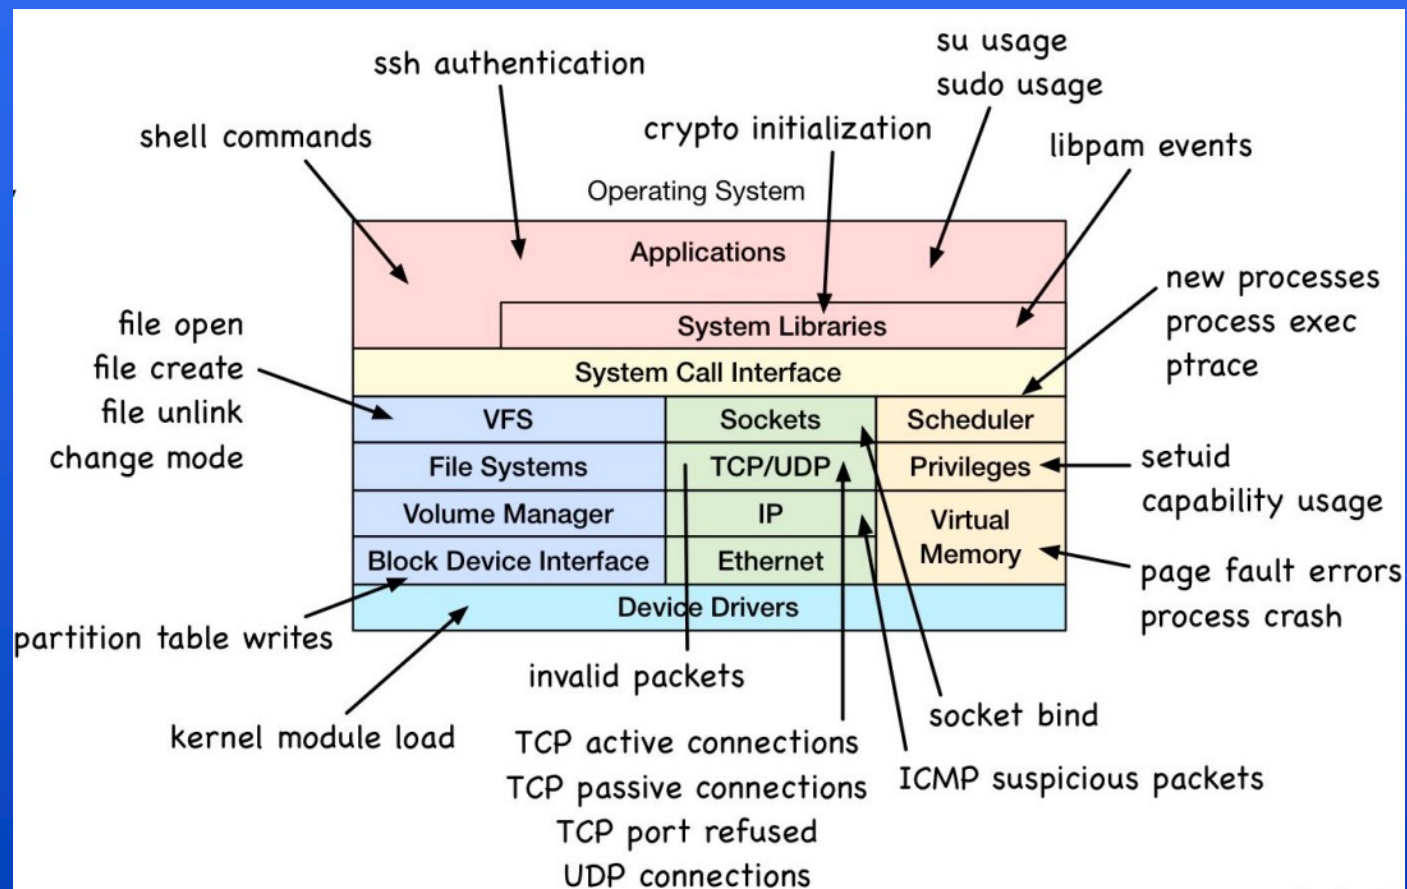 su usage
ssh authentication
sudo usage
crypto initialization
shell commands
libpam events
Operating System
Applications
new processes
process exec
ptrace
System Libraries
file open
file create
file unlink
change mode
System Call Interface
VFS
Sockets
Scheduler
File Systems
TCP/UDP
Privileges
setuid
capability usage
Volume Manager
IP
Virtual
Memory
Block Device Interface
Ethernet
page fault errors
process crash
Device Drivers
partition table writes
invalid packets
kernel module load
socket bind
TCP active connections
TCP passive connections
TCP port refused
UDP connections
ICMP suspicious packets